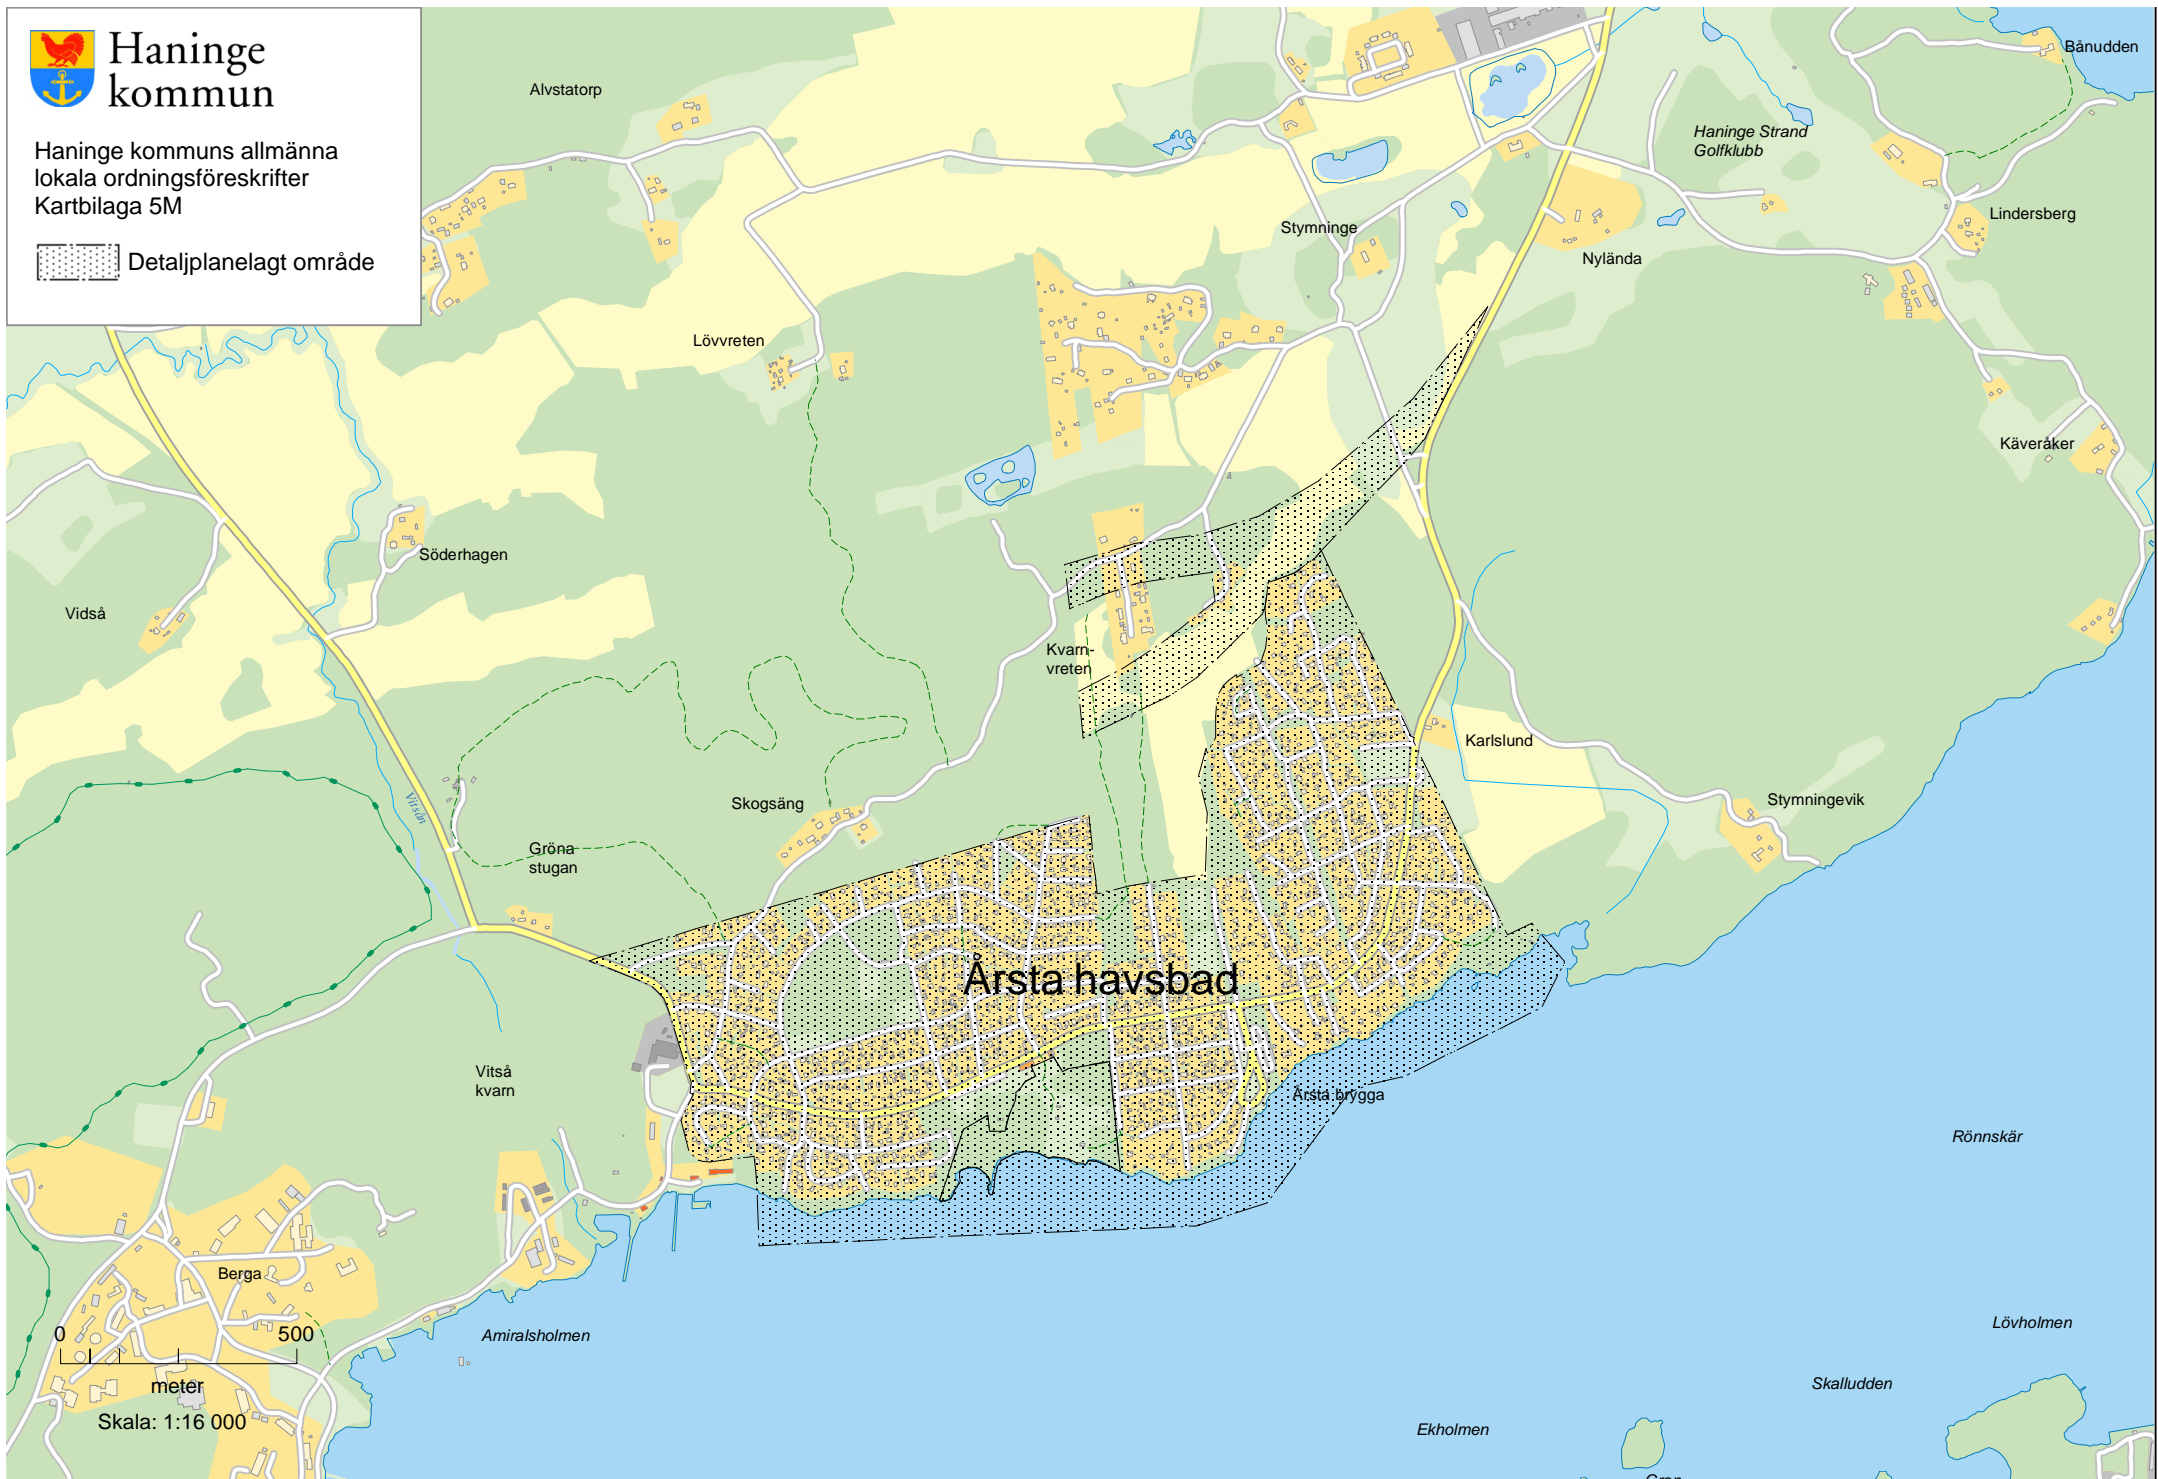 Haninge
kommun
Haninge kommuns allmänna
lokala ordningsföreskrifter
Kartbilaga 5M
Detaljplanelagt område
Alvstatorp
Bånudden
Haninge Strand
Golfklubb
Lindersberg
Stymninge
Nylända
Lövvreten
Käveråker
Söderhagen
Vidså
Kvarn-
vreten
Karlslund
Skogsäng
Stymningevik
Vitsån
Gröna
stugan
Årsta havsbad
Vitså
kvarn
Årsta brygga
Rönnskär
Berga
Amiralsholmen
Lövholmen
Skalludden
Ekholmen
0 500
meter
Skala: 1:16 000